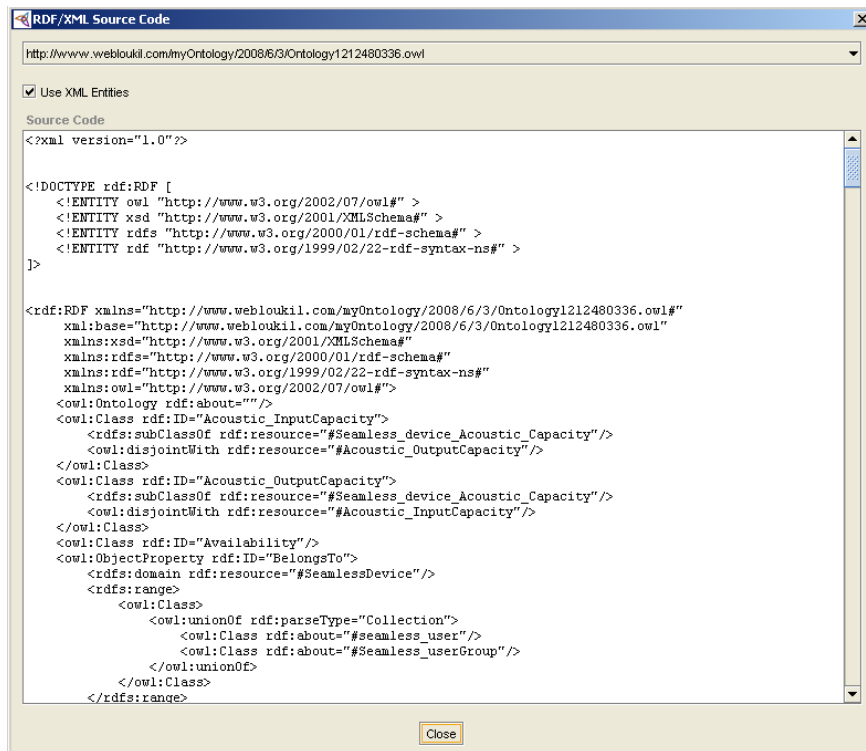 RDF/XML Source Code
http://www.webloukil.com/myOntology/2008/6/3/Ontology1212480336.owl
Use XML Entities
Source Code
<?xml version="1.0"?>
<!DOCTYPE rdf:RDF [
    <!ENTITY owl "http://www.w3.org/2002/07/owl#" >
    <!ENTITY xsd "http://www.w3.org/2001/XMLSchema#" >
    <!ENTITY rdfs "http://www.w3.org/2000/01/rdf-schema#" >
    <!ENTITY rdf "http://www.w3.org/1999/02/22-rdf-syntax-ns#" >
]>
<rdf:RDF xmlns="http://www.webloukil.com/myOntology/2008/6/3/Ontology1212480336.owl#"
     xml:base="http://www.webloukil.com/myOntology/2008/6/3/Ontology1212480336.owl"
     xmlns:xsd="http://www.w3.org/2001/XMLSchema#"
     xmlns:rdfs="http://www.w3.org/2000/01/rdf-schema#"
     xmlns:rdf="http://www.w3.org/1999/02/22-rdf-syntax-ns#"
     xmlns:owl="http://www.w3.org/2002/07/owl#">
    <owl:Ontology rdf:about=""/>
    <owl:Class rdf:ID="Acoustic_InputCapacity">
        <rdfs:subClassOf rdf:resource="#Seamless_device_Acoustic_Capacity"/>
        <owl:disjointWith rdf:resource="#Acoustic_OutputCapacity"/>
    </owl:Class>
    <owl:Class rdf:ID="Acoustic_OutputCapacity">
        <rdfs:subClassOf rdf:resource="#Seamless_device_Acoustic_Capacity"/>
        <owl:disjointWith rdf:resource="#Acoustic_InputCapacity"/>
    </owl:Class>
    <owl:Class rdf:ID="Availability"/>
    <owl:ObjectProperty rdf:ID="BelongsTo">
        <rdfs:domain rdf:resource="#SeamlessDevice"/>
        <rdfs:range>
            <owl:Class>
                <owl:unionOf rdf:parseType="Collection">
                    <owl:Class rdf:about="#seamless_user"/>
                    <owl:Class rdf:about="#Seamless_userGroup"/>
                </owl:unionOf>
            </owl:Class>
        </rdfs:range>
Close